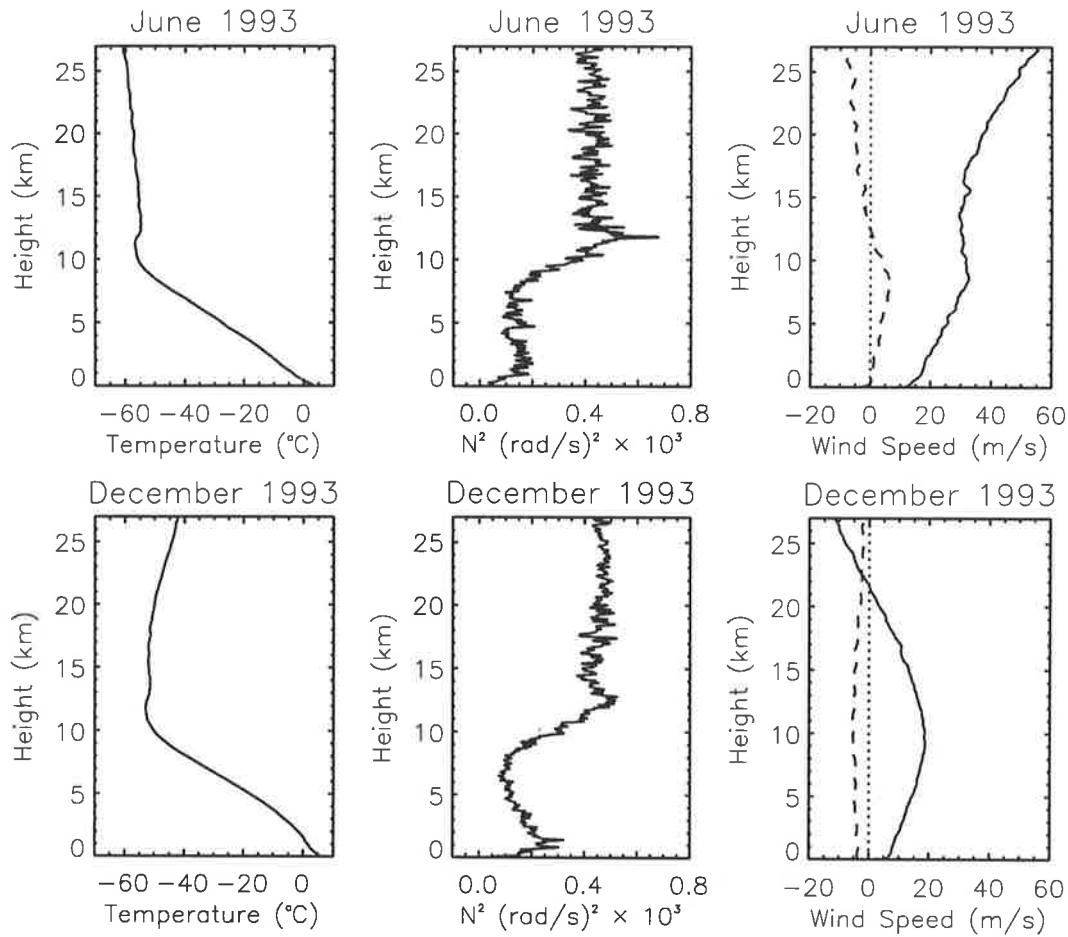 June 1993
June 1993
June 1993
25
20
15
10
5
0
Height (km)
−60 −40 −20 0
Temperature (°C)
25
20
15
10
5
0
Height (km)
0.0 0.4 0.8
N² (rad/s)² × 10³
25
20
15
10
5
0
Height (km)
−20 0 20 40 60
Wind Speed (m/s)
December 1993
December 1993
December 1993
25
20
15
10
5
0
Height (km)
−60 −40 −20 0
Temperature (°C)
25
20
15
10
5
0
Height (km)
0.0 0.4 0.8
N² (rad/s)² × 10³
25
20
15
10
5
0
Height (km)
−20 0 20 40 60
Wind Speed (m/s)